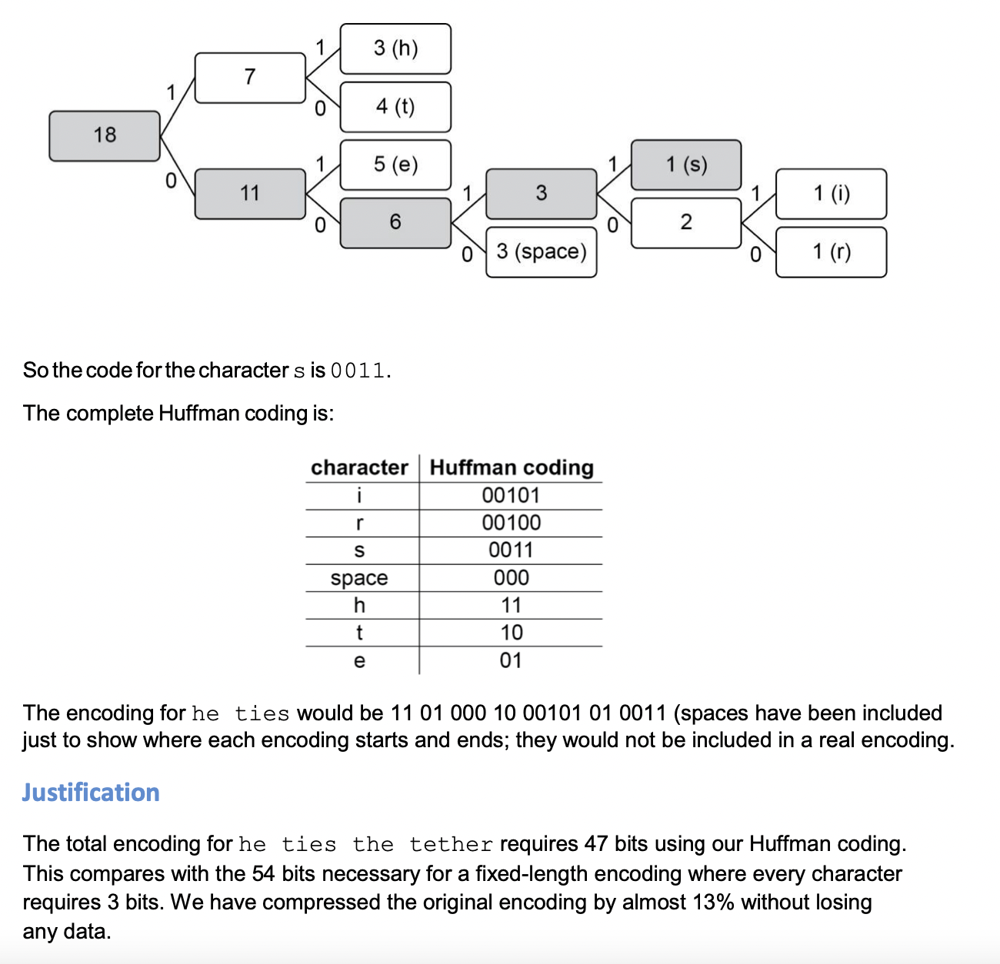 1
3 (h)
7
1
0
4 (t)
18
1
5 (e)
1
1 (s)
0
11
1
3
1
1 (i)
0
6
0
2
0
3 (space)
0
1 (r)
So the code for the character s is 0011.
The complete Huffman coding is:
character Huffman coding
i 00101
r 00100
s 0011
space 000
h 11
t 10
e 01
The encoding for he ties would be 11 01 000 10 00101 01 0011 (spaces have been included
just to show where each encoding starts and ends; they would not be included in a real encoding.
Justification
The total encoding for he ties the tether requires 47 bits using our Huffman coding.
This compares with the 54 bits necessary for a fixed-length encoding where every character
requires 3 bits. We have compressed the original encoding by almost 13% without losing
any data.